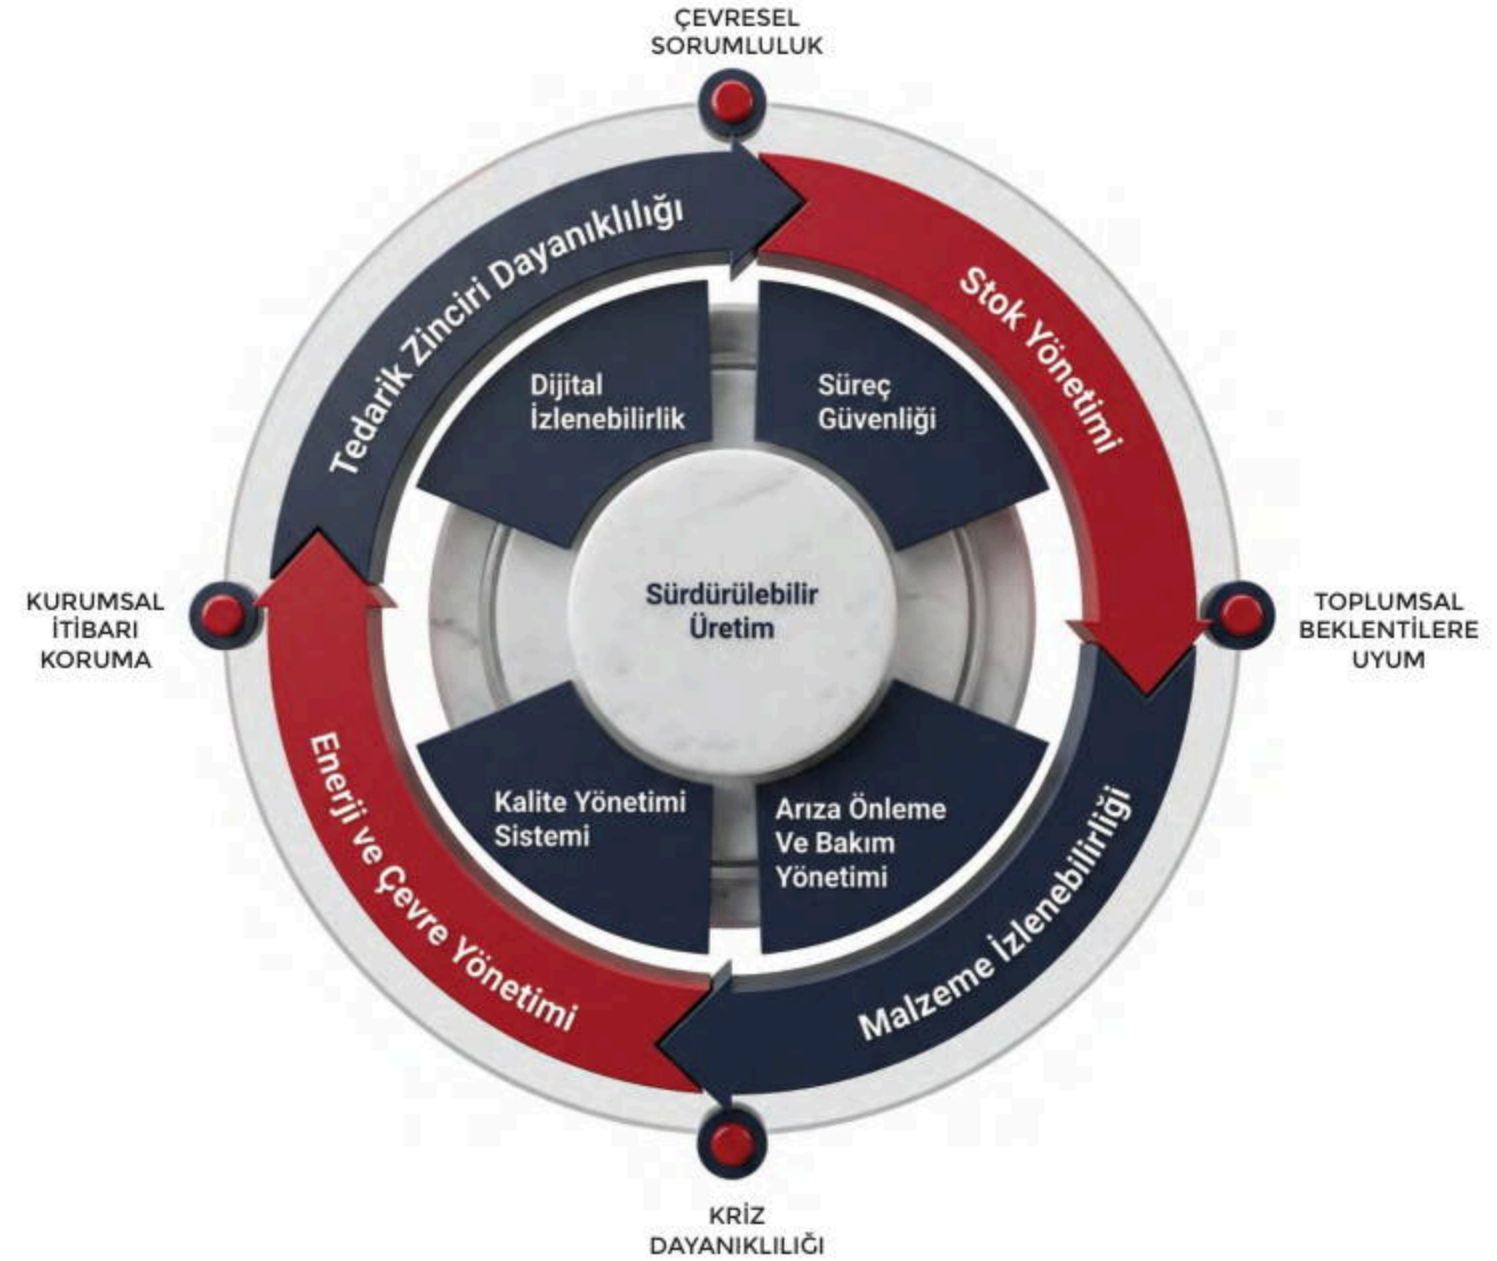 ÇEVRESEL
SORUMLULUK
Tedarik Zinciri Dayanıklılığı
Stok Yönetimi
Dijital
İzlenebilirlik
Süreç
Güvenliği
KURUMSAL
İTİBARI
KORUMA
Sürdürülebilir
Üretim
TOPLUMSAL
BEKLENTİLERE
UYUM
Kalite Yönetimi
Sistemi
Arıza Önleme
Ve Bakım
Yönetimi
Enerji ve Çevre Yönetimi
Malzeme İzlenebilirliği
KRİZ
DAYANIKLILIĞI